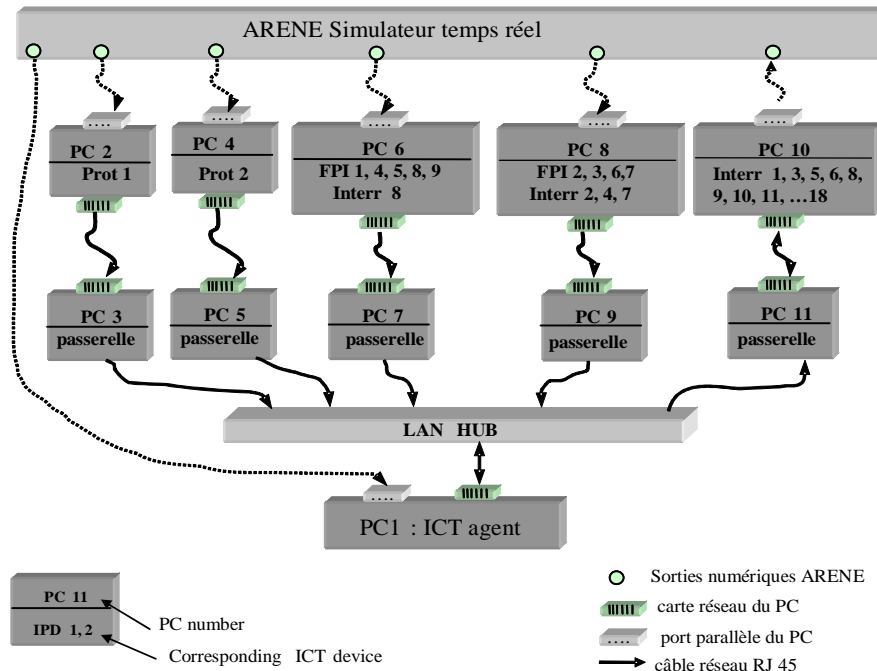 ARENE Simulateur temps réel
PC 2
Prot 1
PC 4
Prot 2
PC 6
FPI 1, 4, 5, 8, 9
Interr 8
PC 8
FPI 2, 3, 6,7
Interr 2, 4, 7
PC 10
Interr 1, 3, 5, 6, 8,
9, 10, 11, …18
PC 3
passerelle
PC 5
passerelle
PC 7
passerelle
PC 9
passerelle
PC 11
passerelle
LAN HUB
PC1 : ICT agent
PC 11
IPD 1, 2
PC number
Corresponding ICT device
Sorties numériques ARENE
carte réseau du PC
port parallèle du PC
câble réseau RJ 45